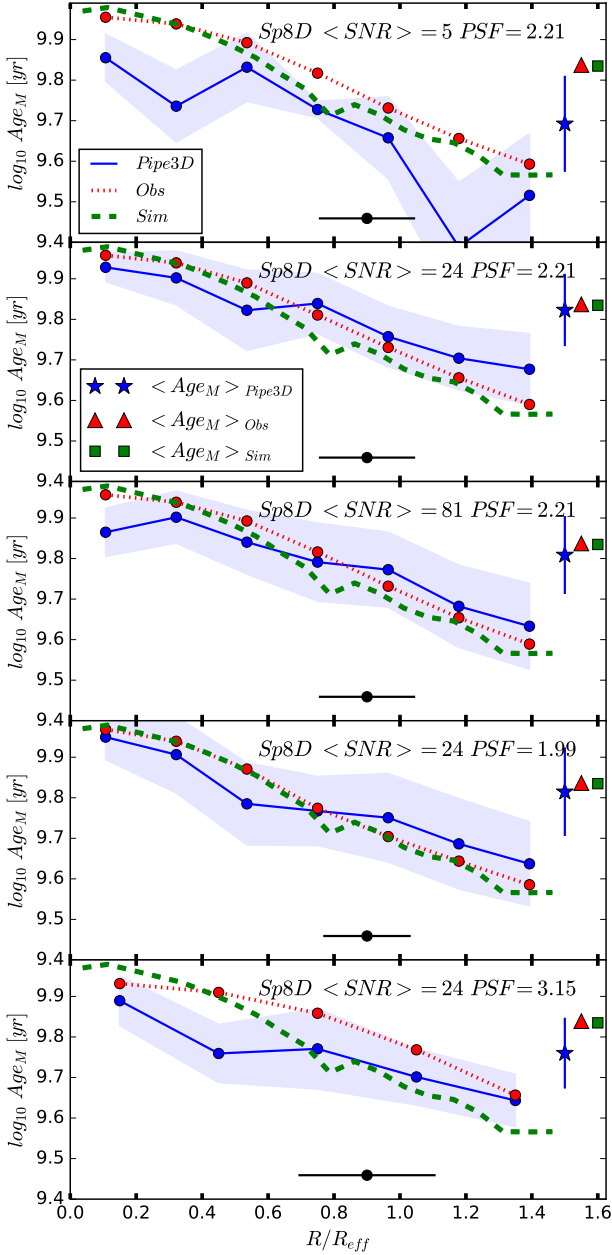 Sp8D <SNR>=5 PSF=2.21
9.9
9.8
9.7
9.6
9.5
9.4
log10 AgeM [yr]
Pipe3D
Obs
Sim
Sp8D <SNR>=24 PSF=2.21
9.9
9.8
9.7
9.6
9.5
9.4
log10 AgeM [yr]
<AgeM>Pipe3D
<AgeM>Obs
<AgeM>Sim
Sp8D <SNR>=81 PSF=2.21
9.9
9.8
9.7
9.6
9.5
9.4
log10 AgeM [yr]
Sp8D <SNR>=24 PSF=1.99
9.9
9.8
9.7
9.6
9.5
9.4
log10 AgeM [yr]
Sp8D <SNR>=24 PSF=3.15
9.9
9.8
9.7
9.6
9.5
9.4
log10 AgeM [yr]
0.0 0.2 0.4 0.6 0.8 1.0 1.2 1.4 1.6
R/Reff